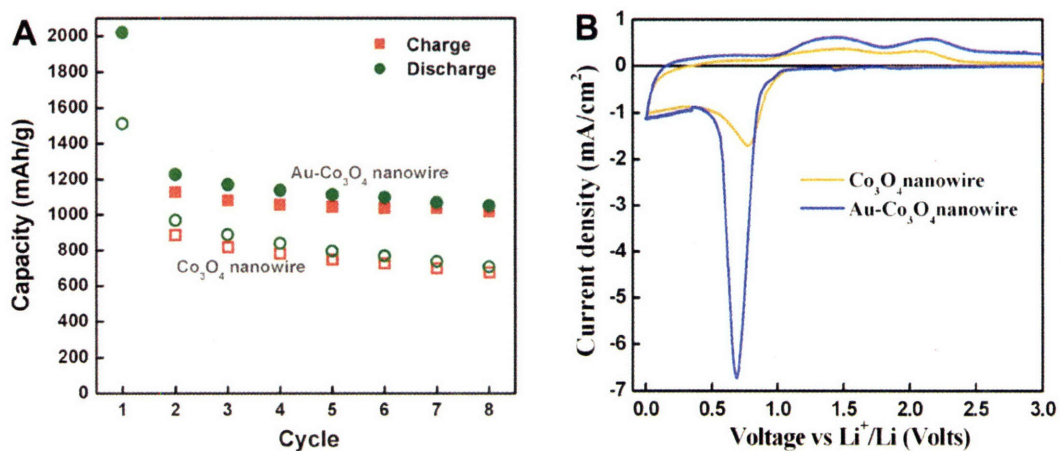 A
Capacity (mAh/g)
2000
1800
1600
1400
1200
1000
800
600
400
200
0
Charge
Discharge
Au-Co₃O₄ nanowire
Co₃O₄ nanowire
1 2 3 4 5 6 7 8
Cycle
B
Current density (mA/cm²)
1
0
-1
-2
-3
-4
-5
-6
-7
Co₃O₄nanowire
Au-Co₃O₄nanowire
0.0 0.5 1.0 1.5 2.0 2.5 3.0
Voltage vs Li⁺/Li (Volts)